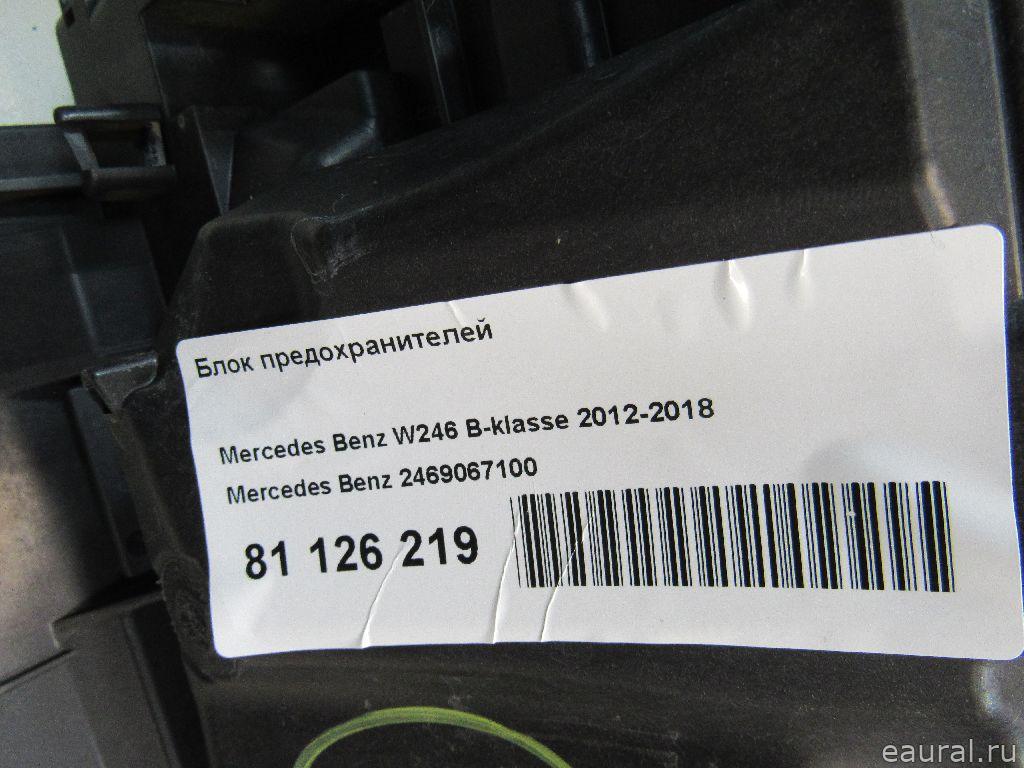 Блок предохранителей
Mercedes Benz W246 B-klasse 2012-2018
Mercedes Benz 2469067100
81 126 219
eaural.ru